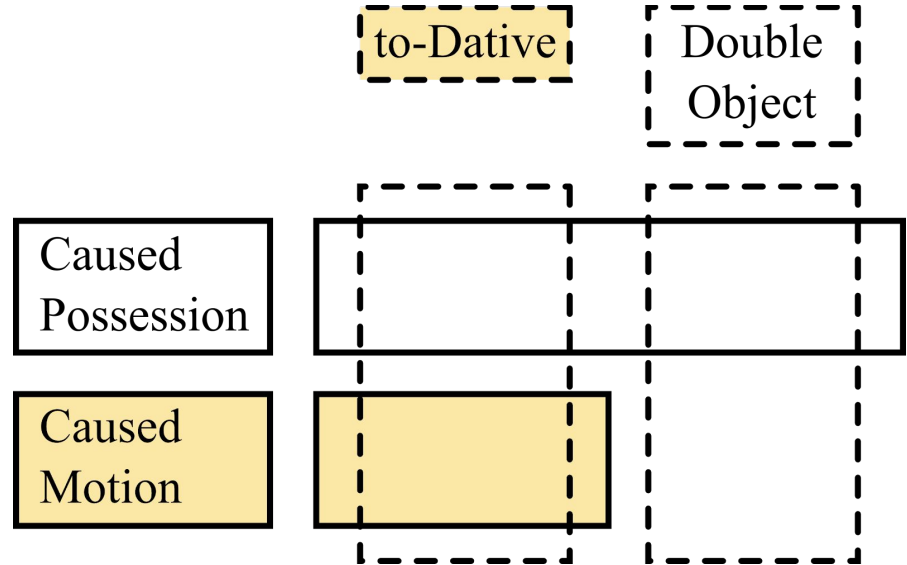 to-Dative
Double
Object
Caused
Possession
Caused
Motion